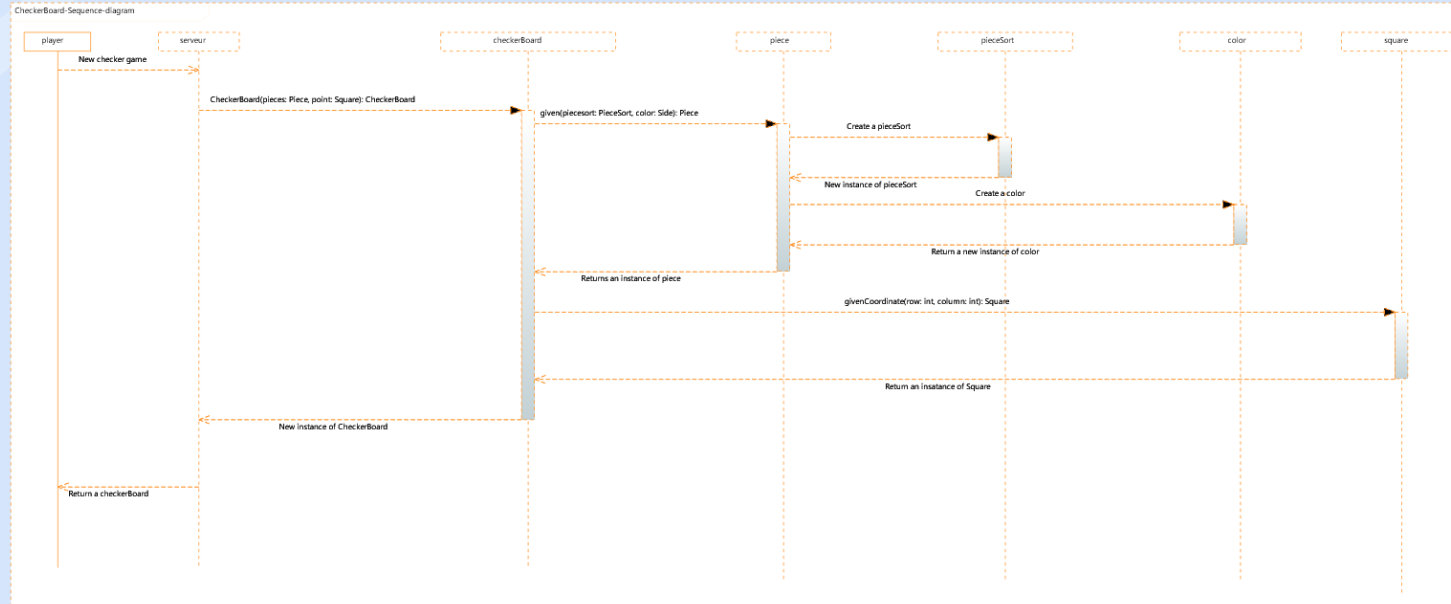 CheckerBoard-Sequence-diagram
player
serveur
checkerBoard
piece
pieceSort
color
square
New checker game
CheckerBoard(pieces: Piece, point: Square): CheckerBoard
given(piecesort: PieceSort, color: Side): Piece
Create a pieceSort
New instance of pieceSort
Create a color
Return a new instance of color
Returns an instance of piece
givenCoordinate(row: int, column: int): Square
Return an insatance of Square
New instance of CheckerBoard
Return a checkerBoard